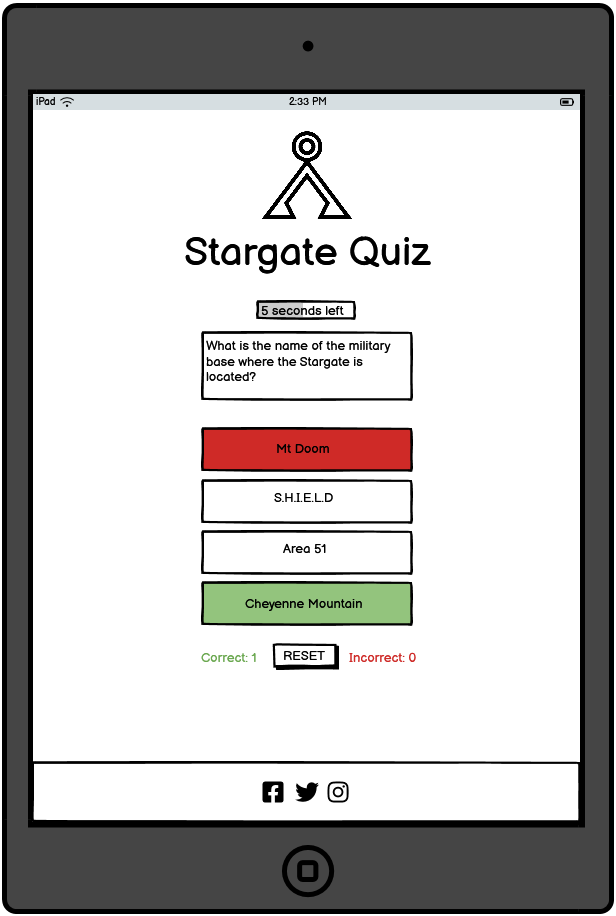 iPad
2:33 PM
Stargate Quiz
5 seconds left
What is the name of the military
base where the Stargate is
located?
Mt Doom
S.H.I.E.L.D
Area 51
Cheyenne Mountain
Correct: 1
RESET
Incorrect: 0